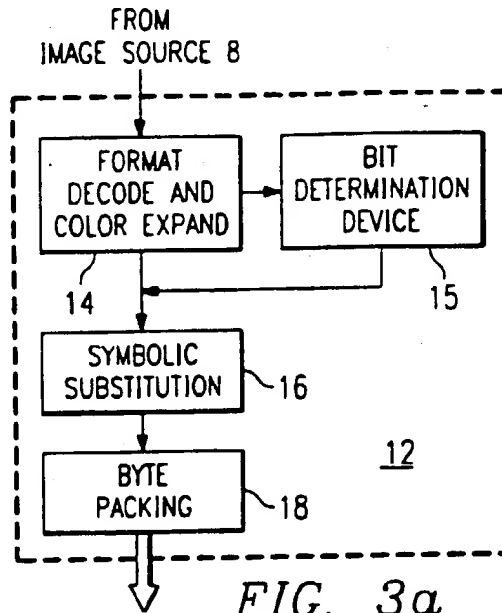 FROM
IMAGE SOURCE 8
FORMAT
DECODE AND
COLOR EXPAND
BIT
DETERMINATION
DEVICE
14
15
SYMBOLIC
SUBSTITUTION
16
BYTE
PACKING
18
12
FIG. 3a